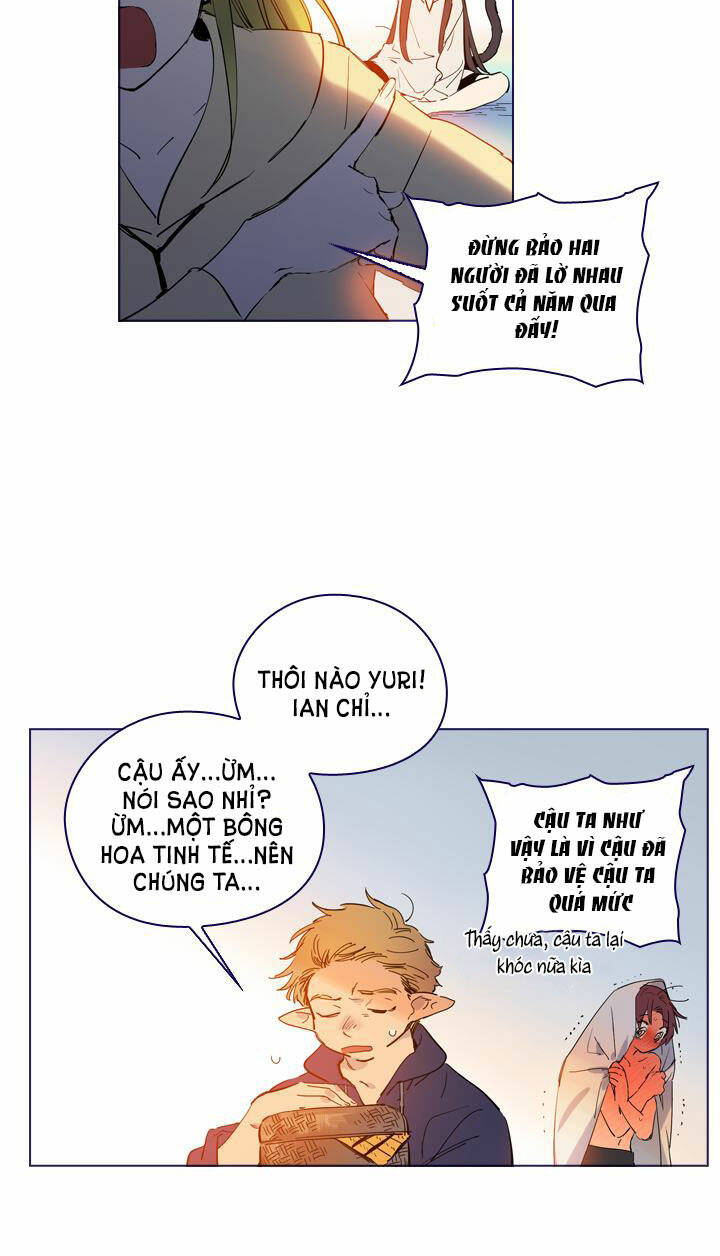 ĐỪNG BẢO HAI
NGƯỜI ĐÃ LỜ NHAU
SUỐT CẢ NĂM QUA
ĐẤY!
THÔI NÀO YURI!
IAN CHỈ...
CẬU ẤY...ỪM...
NÓI SAO NHỈ?
ỪM...MỘT BÔNG
HOA TINH TẾ...NÊN
CHÚNG TA...
CẬU TA NHƯ
VẬY LÀ VÌ CẬU ĐÃ
BẢO VỆ CẬU TA
QUÁ MỨC
Thấy chưa, cậu ta lại
khóc nữa kìa